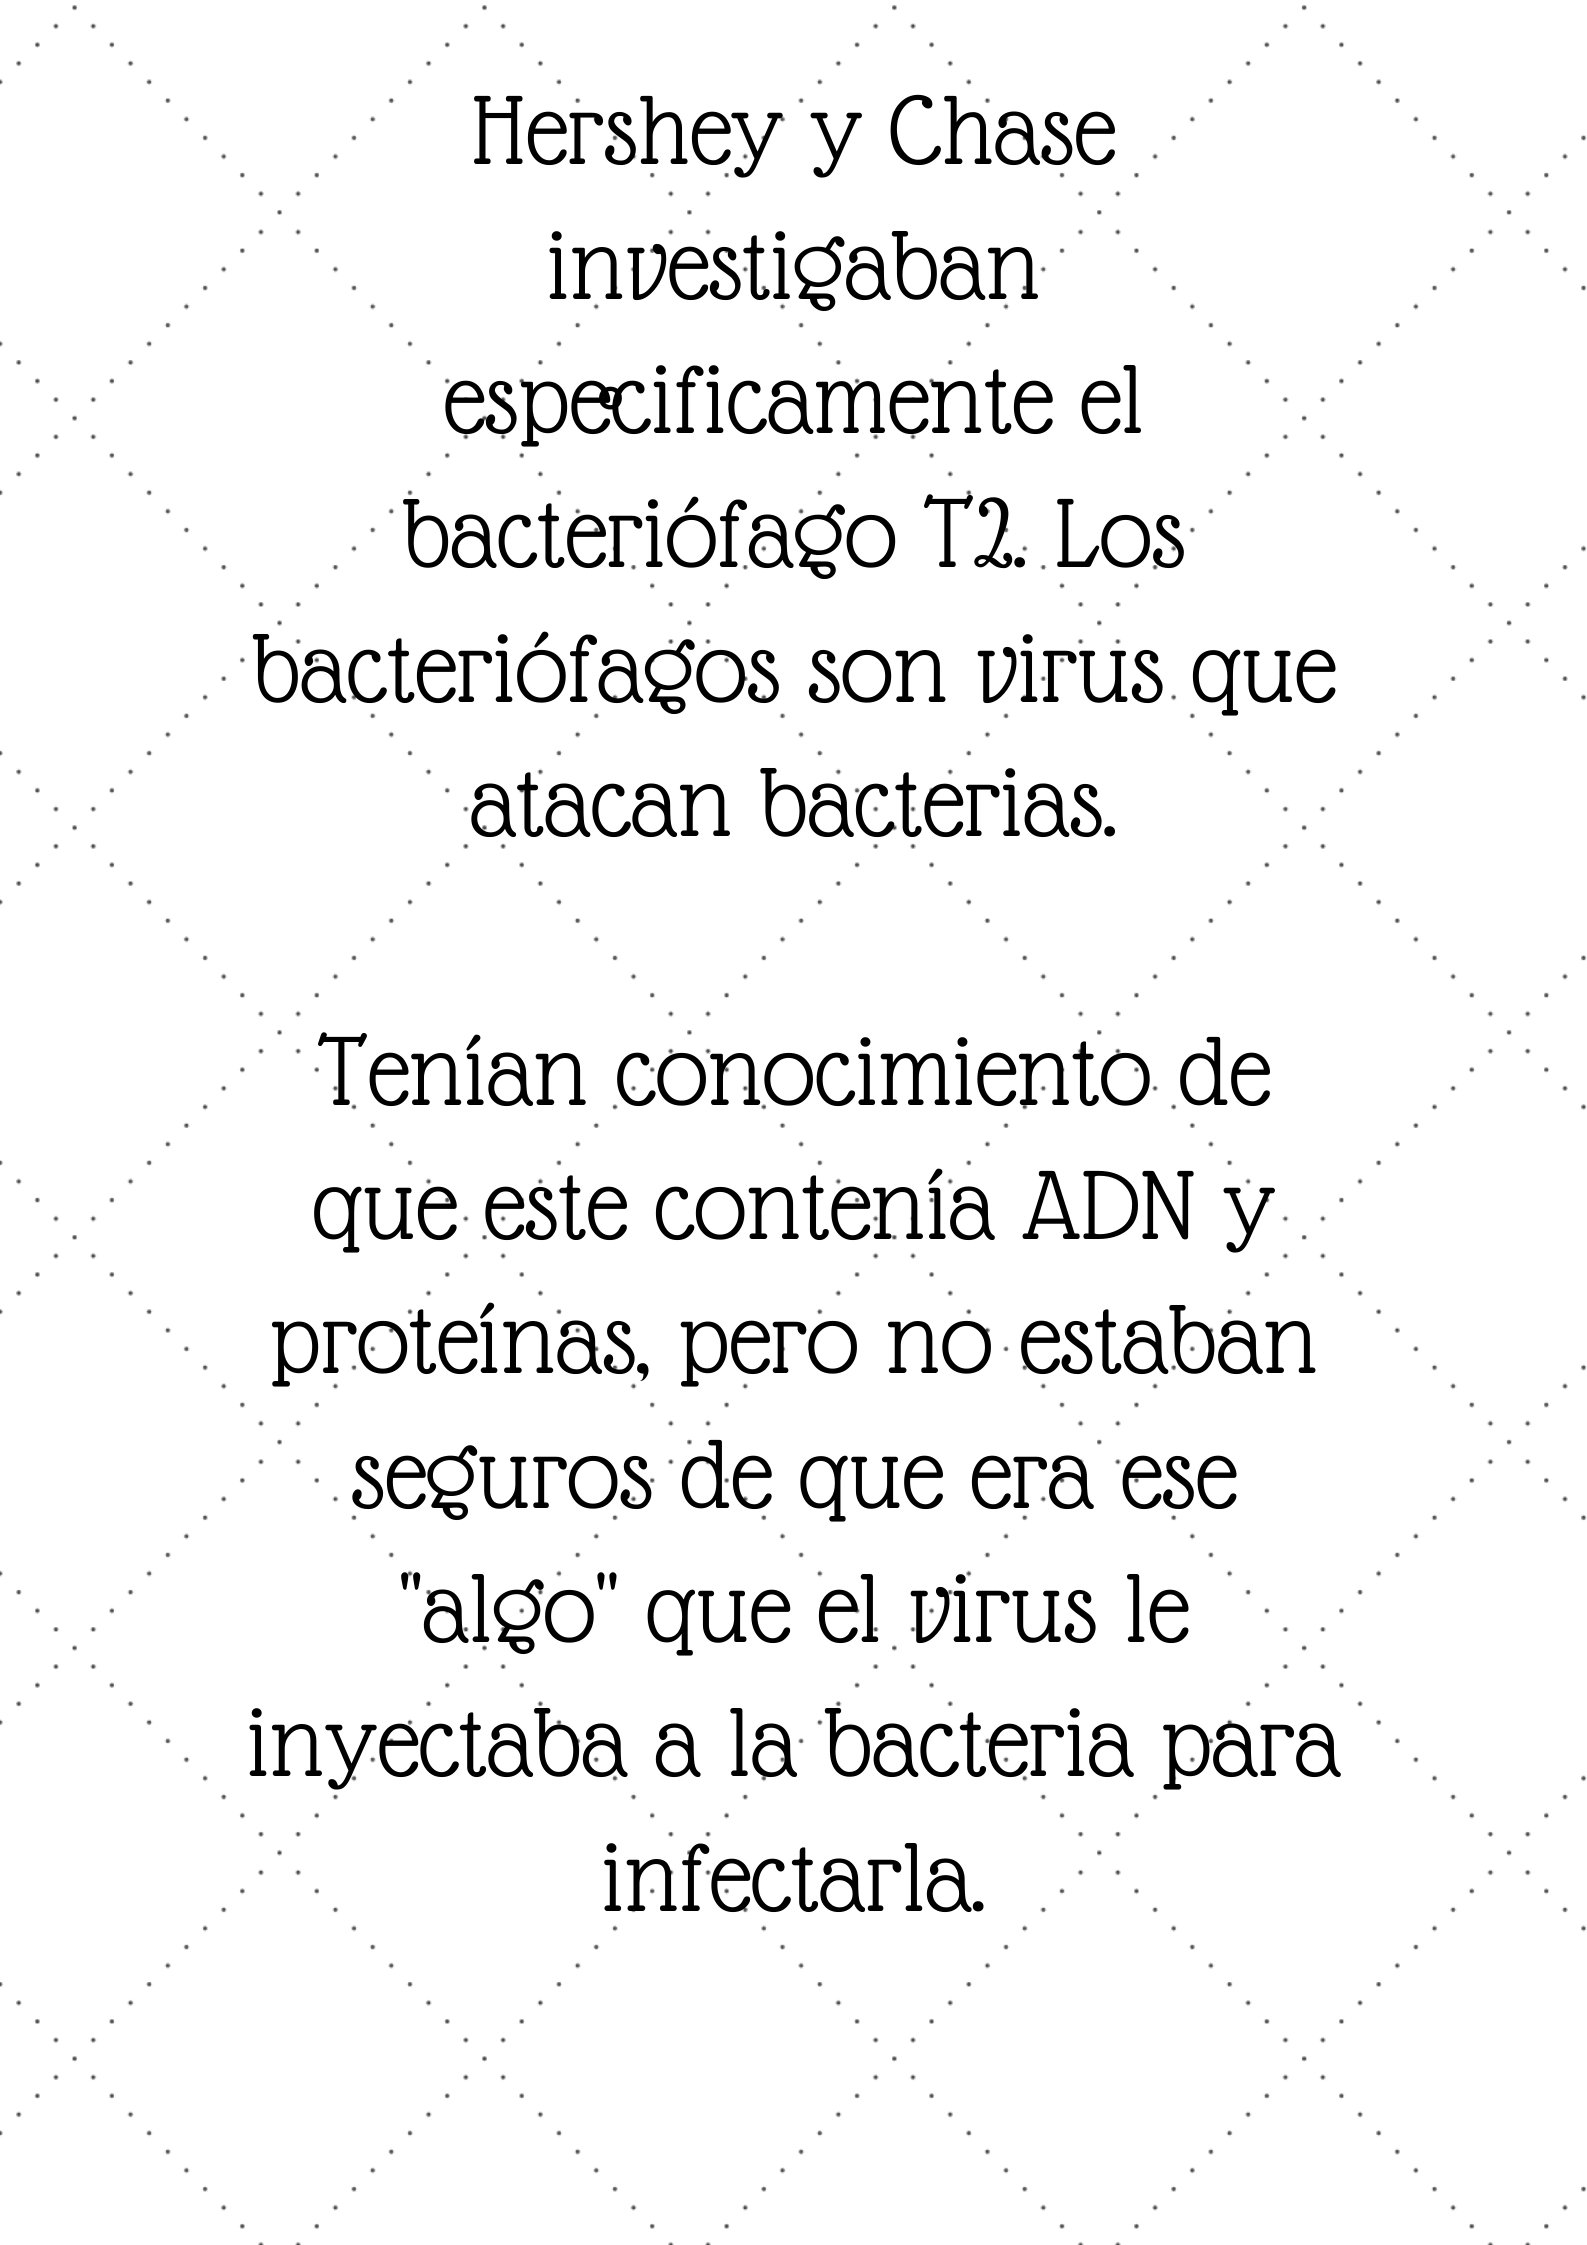 Hershey y Chase
investigaban
especificamente el
bacteriófago T2. Los
bacteriófagos son virus que
atacan bacterias.
Tenían conocimiento de
que este contenía ADN y
proteínas, pero no estaban
seguros de que era ese
"algo" que el virus le
inyectaba a la bacteria para
infectarla.